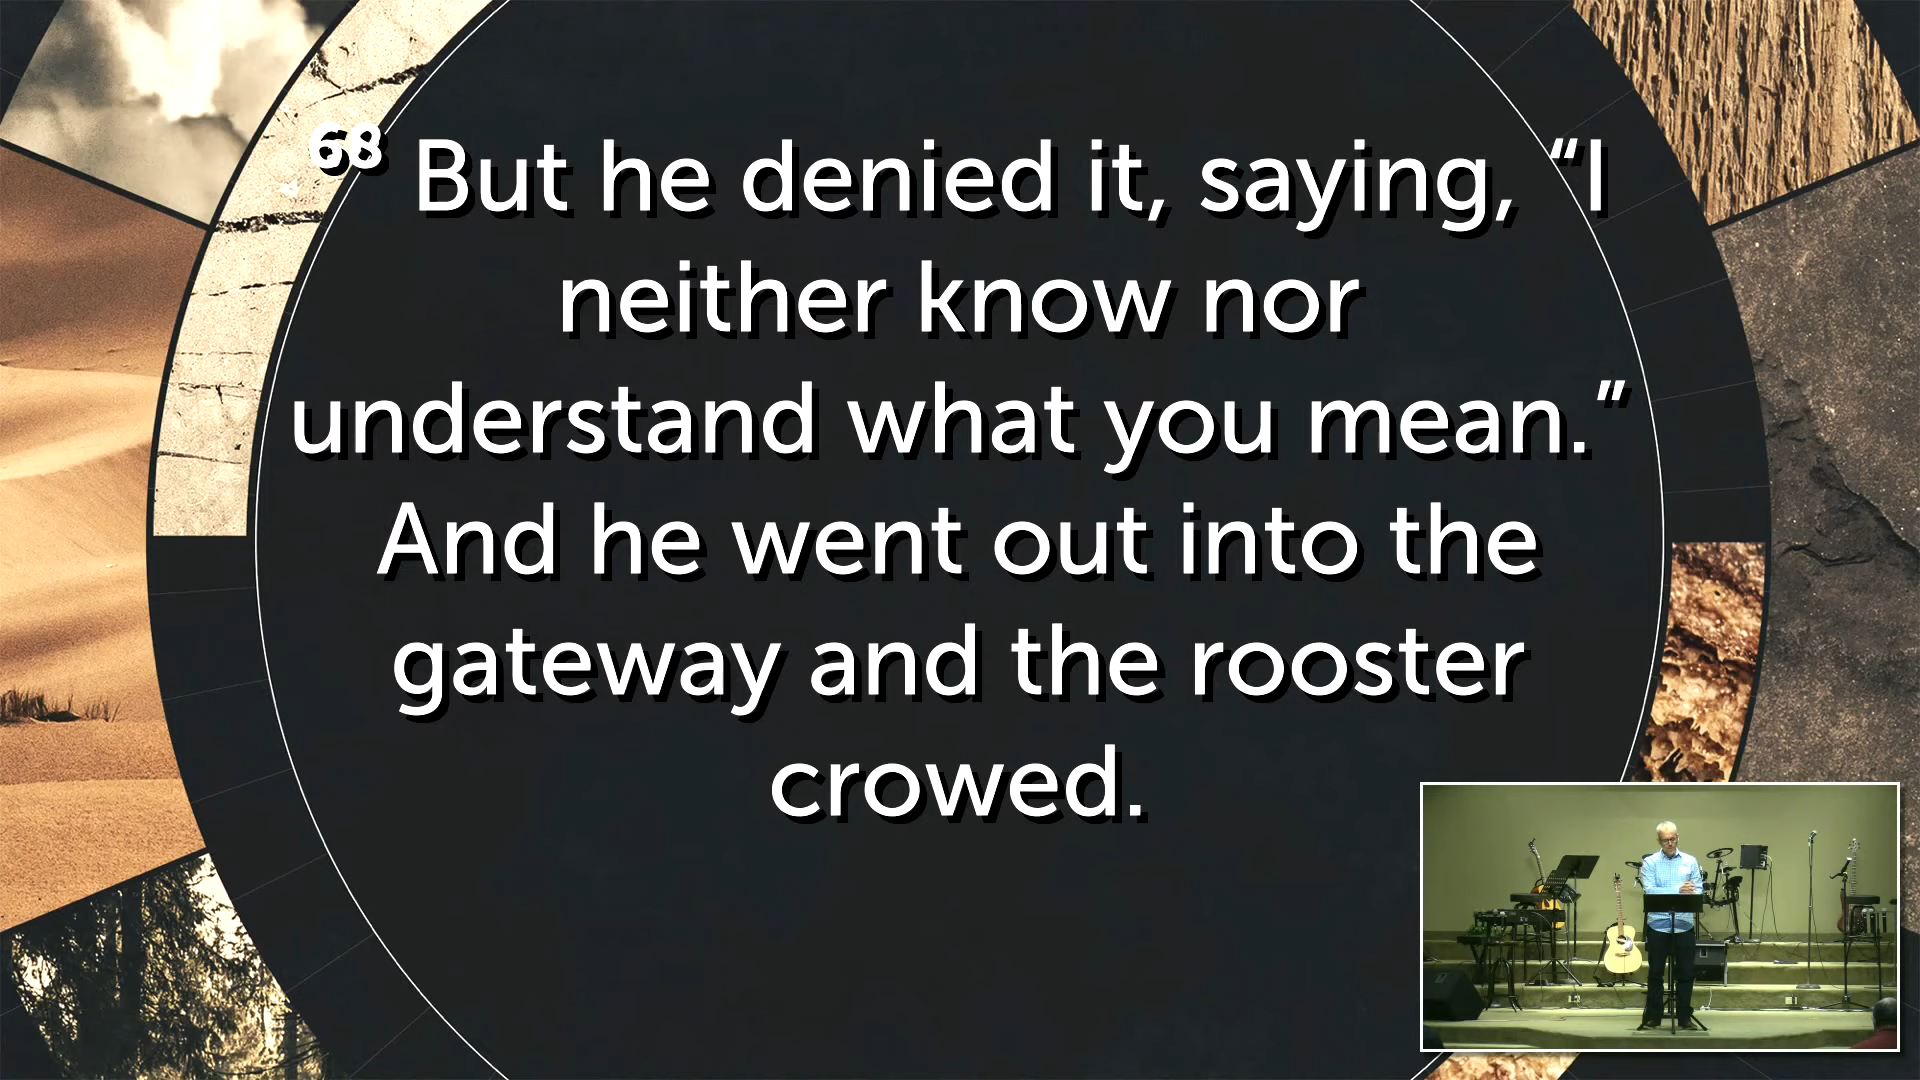 68 But he denied it, saying, “I
neither know nor
understand what you mean.”
And he went out into the
gateway and the rooster
crowed.